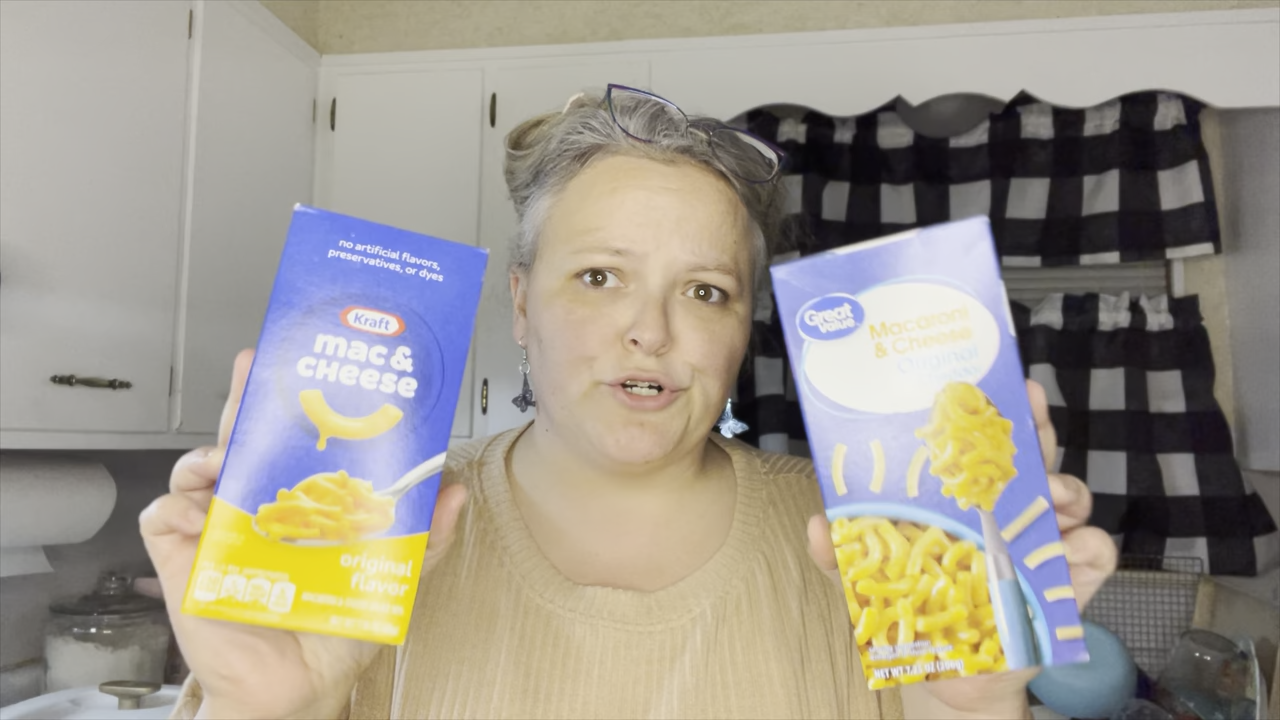 no artificial flavors,
preservatives, or dyes
Kraft
mac &
cheese
original
flavor
Great
Value
Macaroni
& Cheese
Original